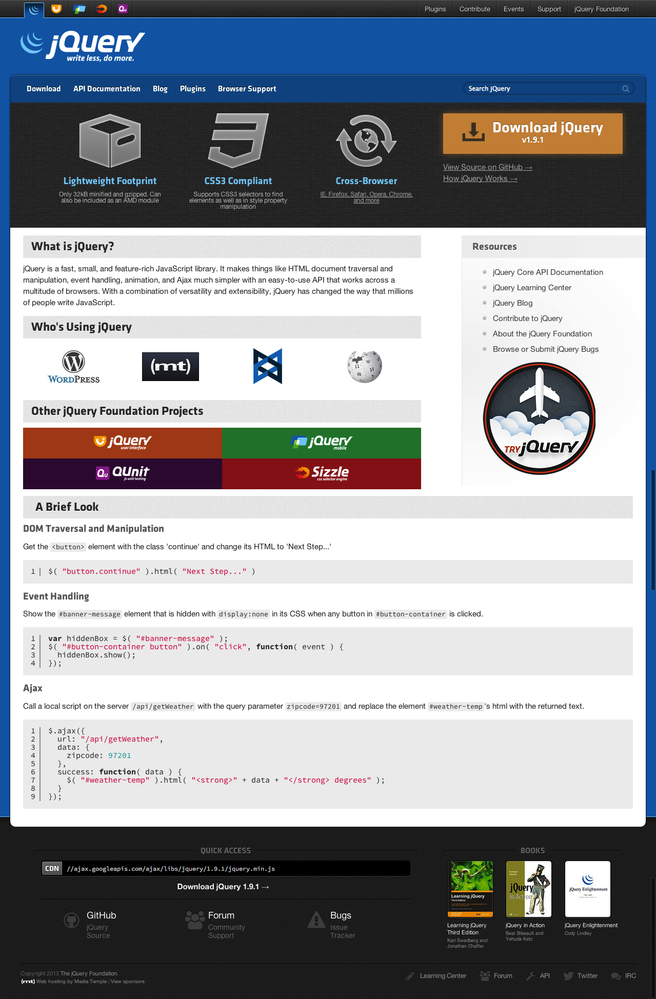 Plugins
Contribute
Events
Support
jQuery Foundation
jQuery
write less, do more.
Download
API Documentation
Blog
Plugins
Browser Support
Search jQuery
Lightweight Footprint
Only 32kB minified and gzipped. Can
also be included as an AMD module
CSS3 Compliant
Supports CSS3 selectors to find
elements as well as in style property
manipulation
Cross-Browser
IE, Firefox, Safari, Opera, Chrome,
and more
Download jQuery
v1.9.1
View Source on GitHub →
How jQuery Works →
What is jQuery?
jQuery is a fast, small, and feature-rich JavaScript library. It makes things like HTML document traversal and
manipulation, event handling, animation, and Ajax much simpler with an easy-to-use API that works across a
multitude of browsers. With a combination of versatility and extensibility, jQuery has changed the way that millions
of people write JavaScript.
Who's Using jQuery
WORDPRESS
(mt)
Other jQuery Foundation Projects
jQuery
user interface
jQuery
mobile
Qu QUnit
js unit testing
Sizzle
css selector engine
Resources
jQuery Core API Documentation
jQuery Learning Center
jQuery Blog
Contribute to jQuery
About the jQuery Foundation
Browse or Submit jQuery Bugs
TRY jQuery
A Brief Look
DOM Traversal and Manipulation
Get the <button> element with the class 'continue' and change its HTML to 'Next Step...'
1 $( "button.continue" ).html( "Next Step..." )
Event Handling
Show the #banner-message element that is hidden with display:none in its CSS when any button in #button-container is clicked.
1 var hiddenBox = $( "#banner-message" );
2 $( "#button-container button" ).on( "click", function( event ) {
3   hiddenBox.show();
4 });
Ajax
Call a local script on the server /api/getWeather with the query parameter zipcode=97201 and replace the element #weather-temp's html with the returned text.
1 $.ajax({
2   url: "/api/getWeather",
3   data: {
4     zipcode: 97201
5   },
6   success: function( data ) {
7     $( "#weather-temp" ).html( "<strong>" + data + "</strong> degrees" );
8   }
9 });
QUICK ACCESS
CDN //ajax.googleapis.com/ajax/libs/jquery/1.9.1/jquery.min.js
Download jQuery 1.9.1 →
GitHub
jQuery
Source
Forum
Community
Support
Bugs
Issue
Tracker
BOOKS
Learning jQuery
Third Edition
jQuery
in Action
jQuery Enlightenment
Learning jQuery
Third Edition
Karl Swedberg and
Jonathan Chaffer
jQuery in Action
Bear Bibeault and
Yehuda Katz
jQuery Enlightenment
Cody Lindley
Copyright 2013 The jQuery Foundation.
(mt) Web hosting by Media Temple | View sponsors
Learning Center
Forum
API
Twitter
IRC